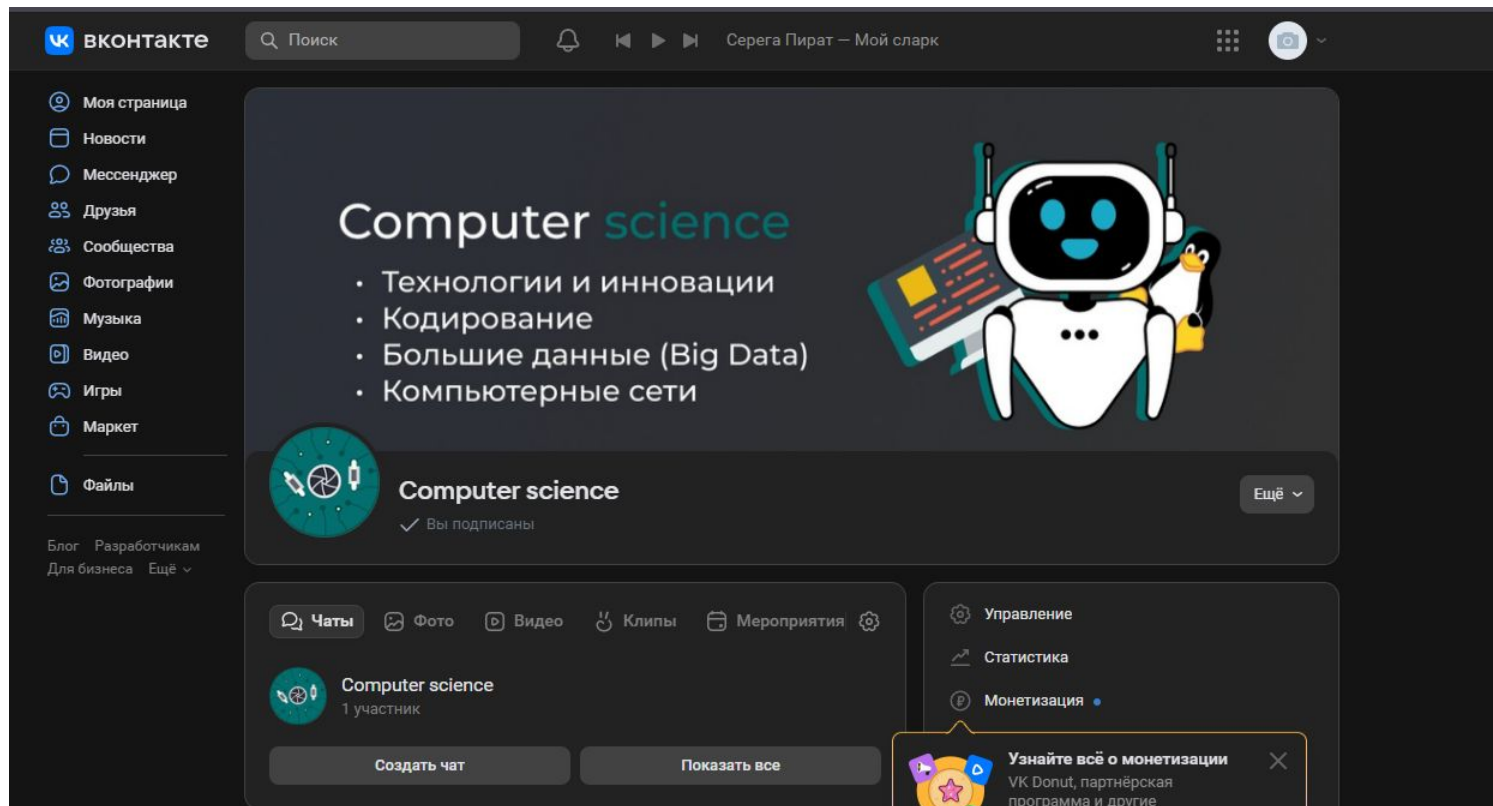 вконтакте
Поиск
Серега Пират — Мой сларк
Моя страница
Новости
Мессенджер
Друзья
Сообщества
Фотографии
Музыка
Видео
Игры
Маркет
Файлы
Блог Разработчикам
Для бизнеса Ещё
Computer science
• Технологии и инновации
• Кодирование
• Большие данные (Big Data)
• Компьютерные сети
Computer science
Вы подписаны
Ещё
Чаты Фото Видео Клипы Мероприятия
Computer science
1 участник
Создать чат Показать все
Управление
Статистика
Монетизация
Узнайте всё о монетизации
VK Donut, партнёрская
программа и другие